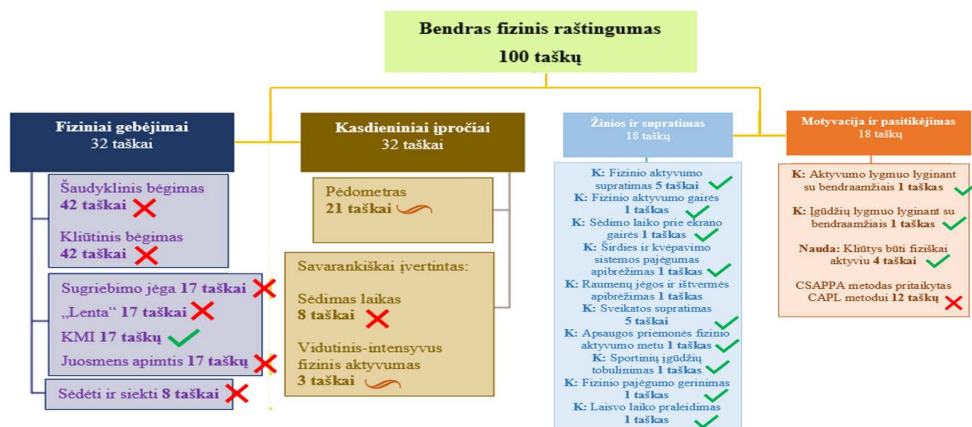 Bendras fizinis raštingumas
100 taškų
Fiziniai gebėjimai
32 taškai
Šaudyklinis bėgimas
42 taškai
Kliūtinis bėgimas
42 taškai
Sugriebimo jėga 17 taškai
„Lenta“ 17 taškai
KMI 17 taškų
Juosmens apimtis 17 taškų
Sėdėti ir siekti 8 taškai
Kasdieniniai įpročiai
32 taškai
Pėdometras
21 taškai
Savarankiškai įvertintas:
Sėdimas laikas
8 taškai
Vidutinis-intensyvus
fizinis aktyvumas
3 taškai
Žinios ir supratimas
18 taškų
K: Fizinio aktyvumo
supratimas 5 taškai
K: Fizinio aktyvumo gairės
1 taškas
K: Sėdimo laiko prie ekrano
gairės 1 taškas
K: Širdies ir kvėpavimo
sistemos pajėgumas
apibrėžimas 1 taškas
K: Raumenų jėgos ir ištvermės
apibrėžimas 1 taškas
K: Sveikatos supratimas
5 taškai
K: Apsaugos priemonės fizinio
aktyvumo metu 1 taškas
K: Sportinių įgūdžių
tobulinimas 1 taškas
K: Fizinio pajėgumo gerinimas
1 taškas
K: Laisvo laiko praleidimas
1 taškas
Motyvacija ir pasitikėjimas
18 taškų
K: Aktyvumo lygmuo lyginant
su bendraamžiais 1 taškas
K: Įgūdžių lygmuo lyginant su
bendraamžiais 1 taškas
Nauda: Kliūtys būti fiziškai
aktyviu 4 taškai
CSAPPA metodas pritaikytas
CAPL metodui 12 taškų